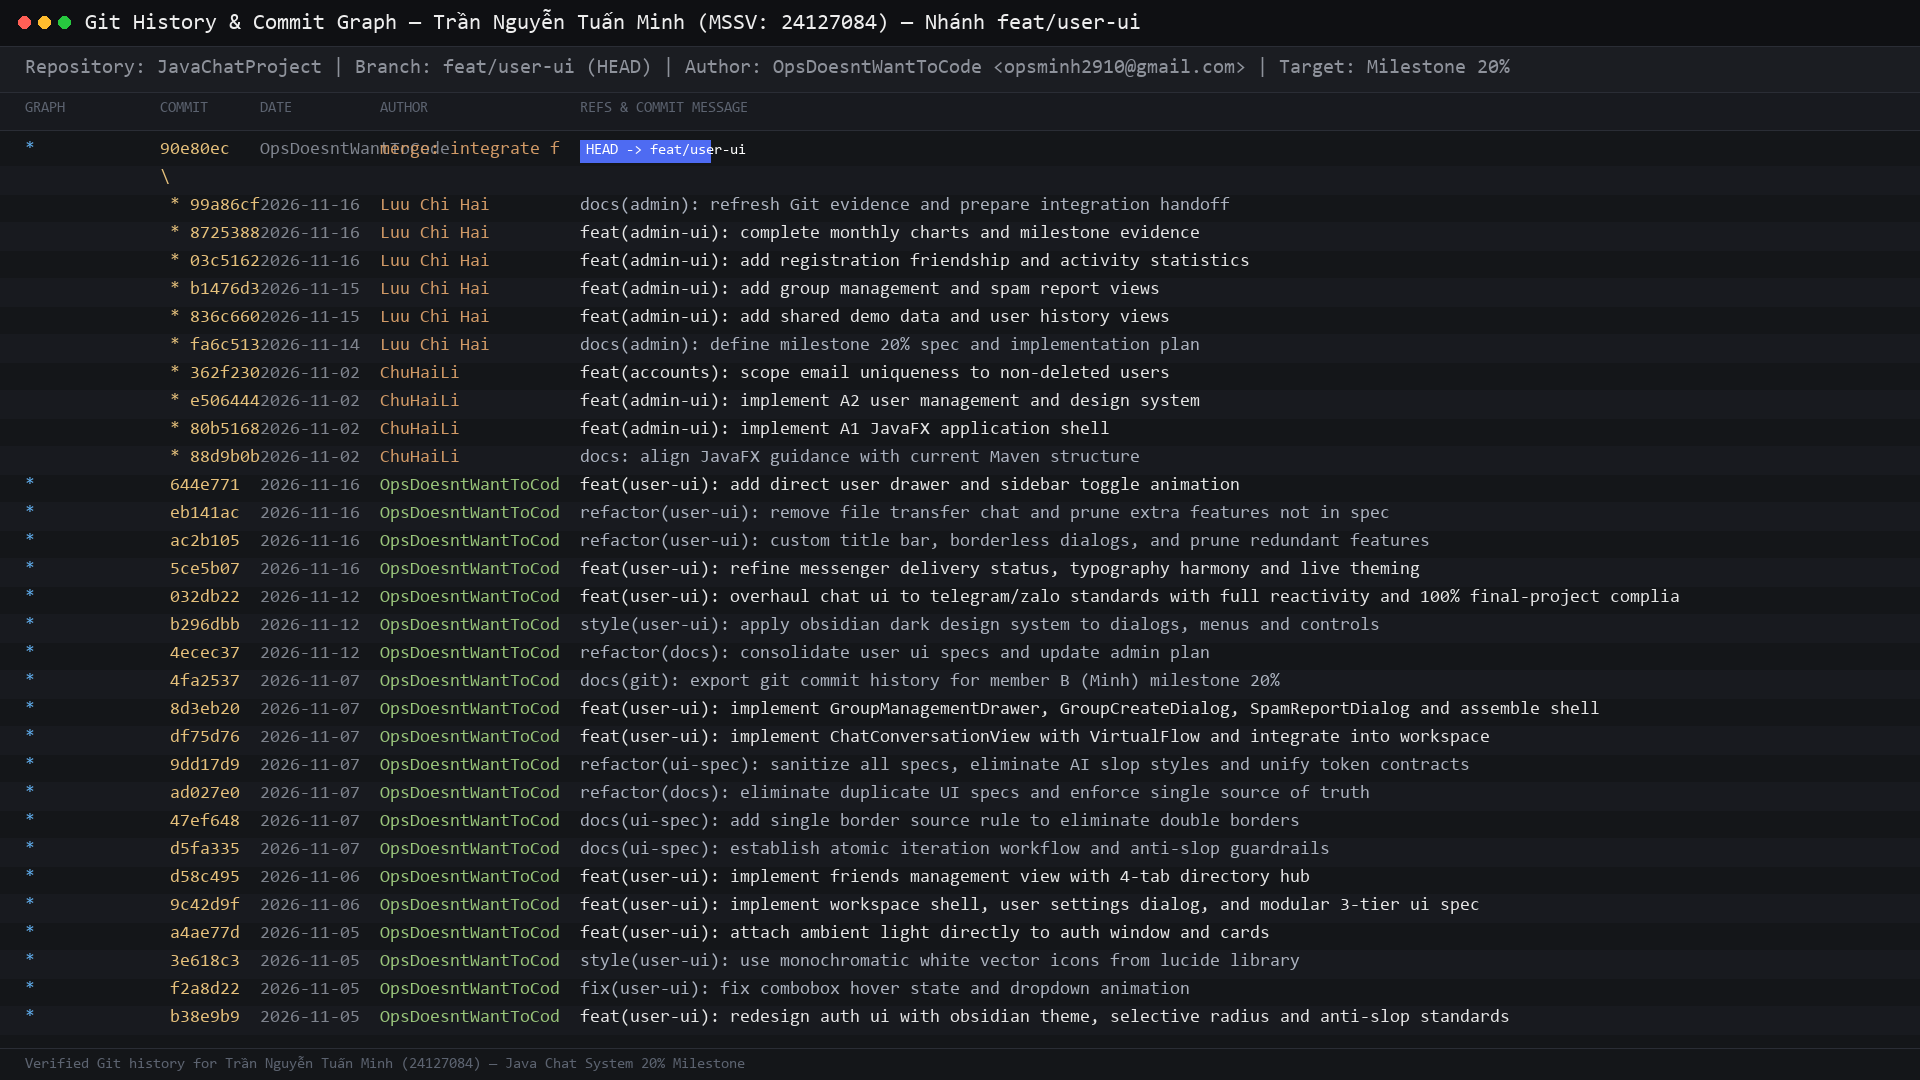 Git History & Commit Graph — Trần Nguyễn Tuấn Minh (MSSV: 24127084) — Nhánh feat/user-ui
Repository: JavaChatProject | Branch: feat/user-ui (HEAD) | Author: OpsDoesntWantToCode <opsminh2910@gmail.com> | Target: Milestone 20%
GRAPH COMMIT DATE AUTHOR REFS & COMMIT MESSAGE
* 90e80ec OpsDoesntWantToCode merge: integrate f HEAD -> feat/user-ui
\
* 99a86cf 2026-11-16 Luu Chi Hai docs(admin): refresh Git evidence and prepare integration handoff
* 8725388 2026-11-16 Luu Chi Hai feat(admin-ui): complete monthly charts and milestone evidence
* 03c5162 2026-11-16 Luu Chi Hai feat(admin-ui): add registration friendship and activity statistics
* b1476d3 2026-11-15 Luu Chi Hai feat(admin-ui): add group management and spam report views
* 836c660 2026-11-15 Luu Chi Hai feat(admin-ui): add shared demo data and user history views
* fa6c513 2026-11-14 Luu Chi Hai docs(admin): define milestone 20% spec and implementation plan
* 362f230 2026-11-02 ChuHaiLi feat(accounts): scope email uniqueness to non-deleted users
* e506444 2026-11-02 ChuHaiLi feat(admin-ui): implement A2 user management and design system
* 80b5168 2026-11-02 ChuHaiLi feat(admin-ui): implement A1 JavaFX application shell
* 88d9b0b 2026-11-02 ChuHaiLi docs: align JavaFX guidance with current Maven structure
* 644e771 2026-11-16 OpsDoesntWantToCod feat(user-ui): add direct user drawer and sidebar toggle animation
* eb141ac 2026-11-16 OpsDoesntWantToCod refactor(user-ui): remove file transfer chat and prune extra features not in spec
* ac2b105 2026-11-16 OpsDoesntWantToCod refactor(user-ui): custom title bar, borderless dialogs, and prune redundant features
* 5ce5b07 2026-11-16 OpsDoesntWantToCod feat(user-ui): refine messenger delivery status, typography harmony and live theming
* 032db22 2026-11-12 OpsDoesntWantToCod feat(user-ui): overhaul chat ui to telegram/zalo standards with full reactivity and 100% final-project complia
* b296dbb 2026-11-12 OpsDoesntWantToCod style(user-ui): apply obsidian dark design system to dialogs, menus and controls
* 4ecec37 2026-11-12 OpsDoesntWantToCod refactor(docs): consolidate user ui specs and update admin plan
* 4fa2537 2026-11-07 OpsDoesntWantToCod docs(git): export git commit history for member B (Minh) milestone 20%
* 8d3eb20 2026-11-07 OpsDoesntWantToCod feat(user-ui): implement GroupManagementDrawer, GroupCreateDialog, SpamReportDialog and assemble shell
* df75d76 2026-11-07 OpsDoesntWantToCod feat(user-ui): implement ChatConversationView with VirtualFlow and integrate into workspace
* 9dd17d9 2026-11-07 OpsDoesntWantToCod refactor(ui-spec): sanitize all specs, eliminate AI slop styles and unify token contracts
* ad027e0 2026-11-07 OpsDoesntWantToCod refactor(docs): eliminate duplicate UI specs and enforce single source of truth
* 47ef648 2026-11-07 OpsDoesntWantToCod docs(ui-spec): add single border source rule to eliminate double borders
* d5fa335 2026-11-07 OpsDoesntWantToCod docs(ui-spec): establish atomic iteration workflow and anti-slop guardrails
* d58c495 2026-11-06 OpsDoesntWantToCod feat(user-ui): implement friends management view with 4-tab directory hub
* 9c42d9f 2026-11-06 OpsDoesntWantToCod feat(user-ui): implement workspace shell, user settings dialog, and modular 3-tier ui spec
* a4ae77d 2026-11-05 OpsDoesntWantToCod feat(user-ui): attach ambient light directly to auth window and cards
* 3e618c3 2026-11-05 OpsDoesntWantToCod style(user-ui): use monochromatic white vector icons from lucide library
* f2a8d22 2026-11-05 OpsDoesntWantToCod fix(user-ui): fix combobox hover state and dropdown animation
* b38e9b9 2026-11-05 OpsDoesntWantToCod feat(user-ui): redesign auth ui with obsidian theme, selective radius and anti-slop standards
Verified Git history for Trần Nguyễn Tuấn Minh (24127084) — Java Chat System 20% Milestone